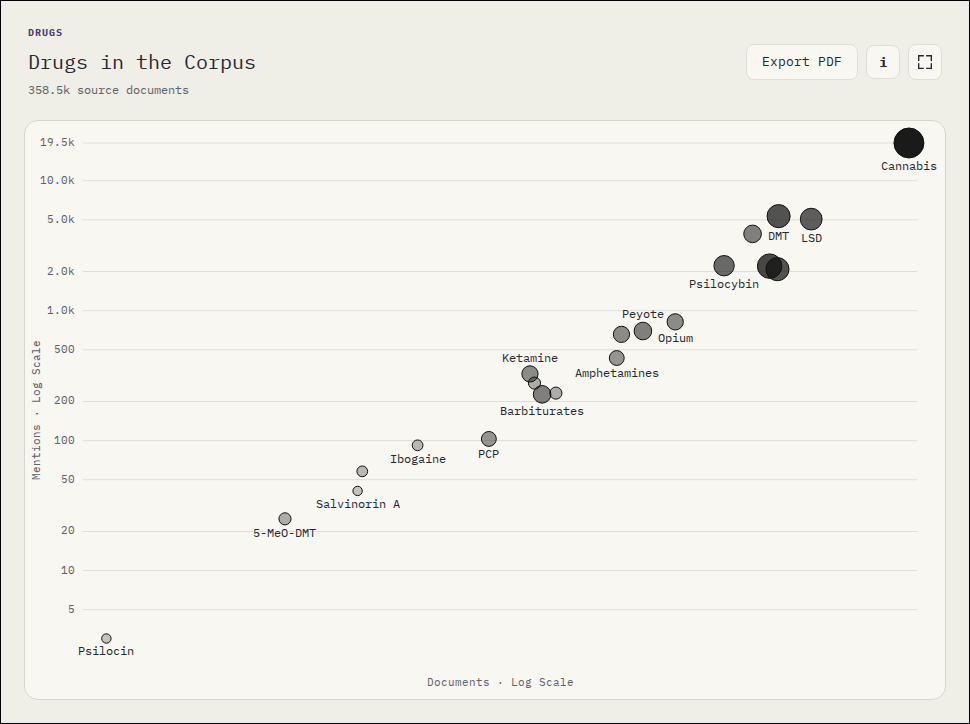 DRUGS
Drugs in the Corpus
358.5k source documents
Export PDF
i
19.5k
10.0k
5.0k
2.0k
1.0k
500
200
100
50
20
10
5
Mentions · Log Scale
Cannabis
DMT
LSD
Psilocybin
Peyote
Opium
Ketamine
Amphetamines
Barbiturates
PCP
Ibogaine
Salvinorin A
5-MeO-DMT
Psilocin
Documents · Log Scale